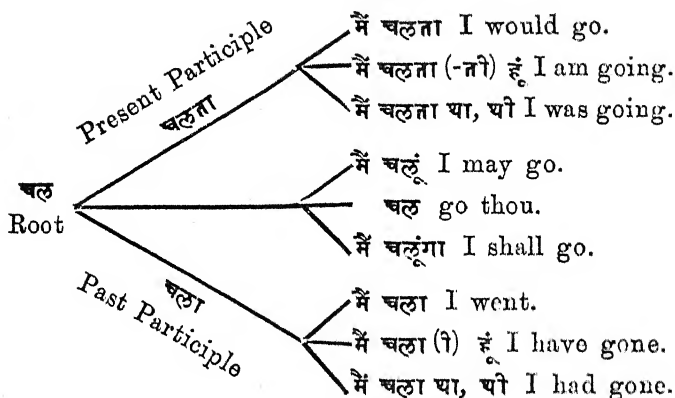 मैं चलता I would go.
Present Participle
मैं चलता (-ती) हूं I am going.
चलता
मैं चलता था, थी I was going.
मैं चलूं I may go.
चल
Root
चल go thou.
मैं चलूंगा I shall go.
चला
Past Participle
मैं चला I went.
मैं चला (ी) हूं I have gone.
मैं चला था, थी I had gone.